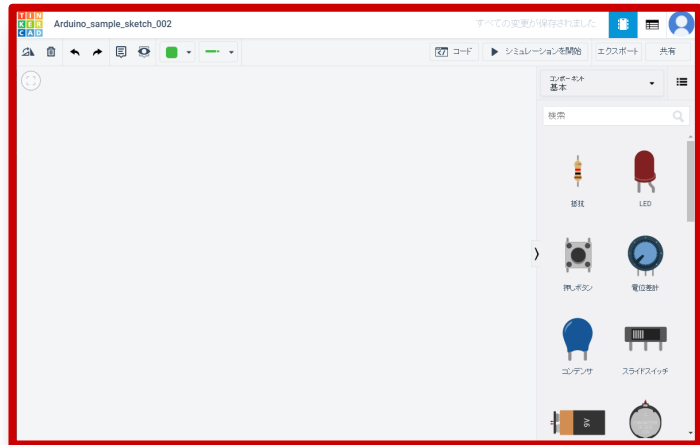 TIN
KER
CAD
Arduino_sample_sketch_002
すべての変更が保存されました
コード
シミュレーションを開始
エクスポート
共有
コンポーネント
基本
検索
抵抗
LED
押しボタン
電位差計
コンデンサ
スライドスイッチ
9V